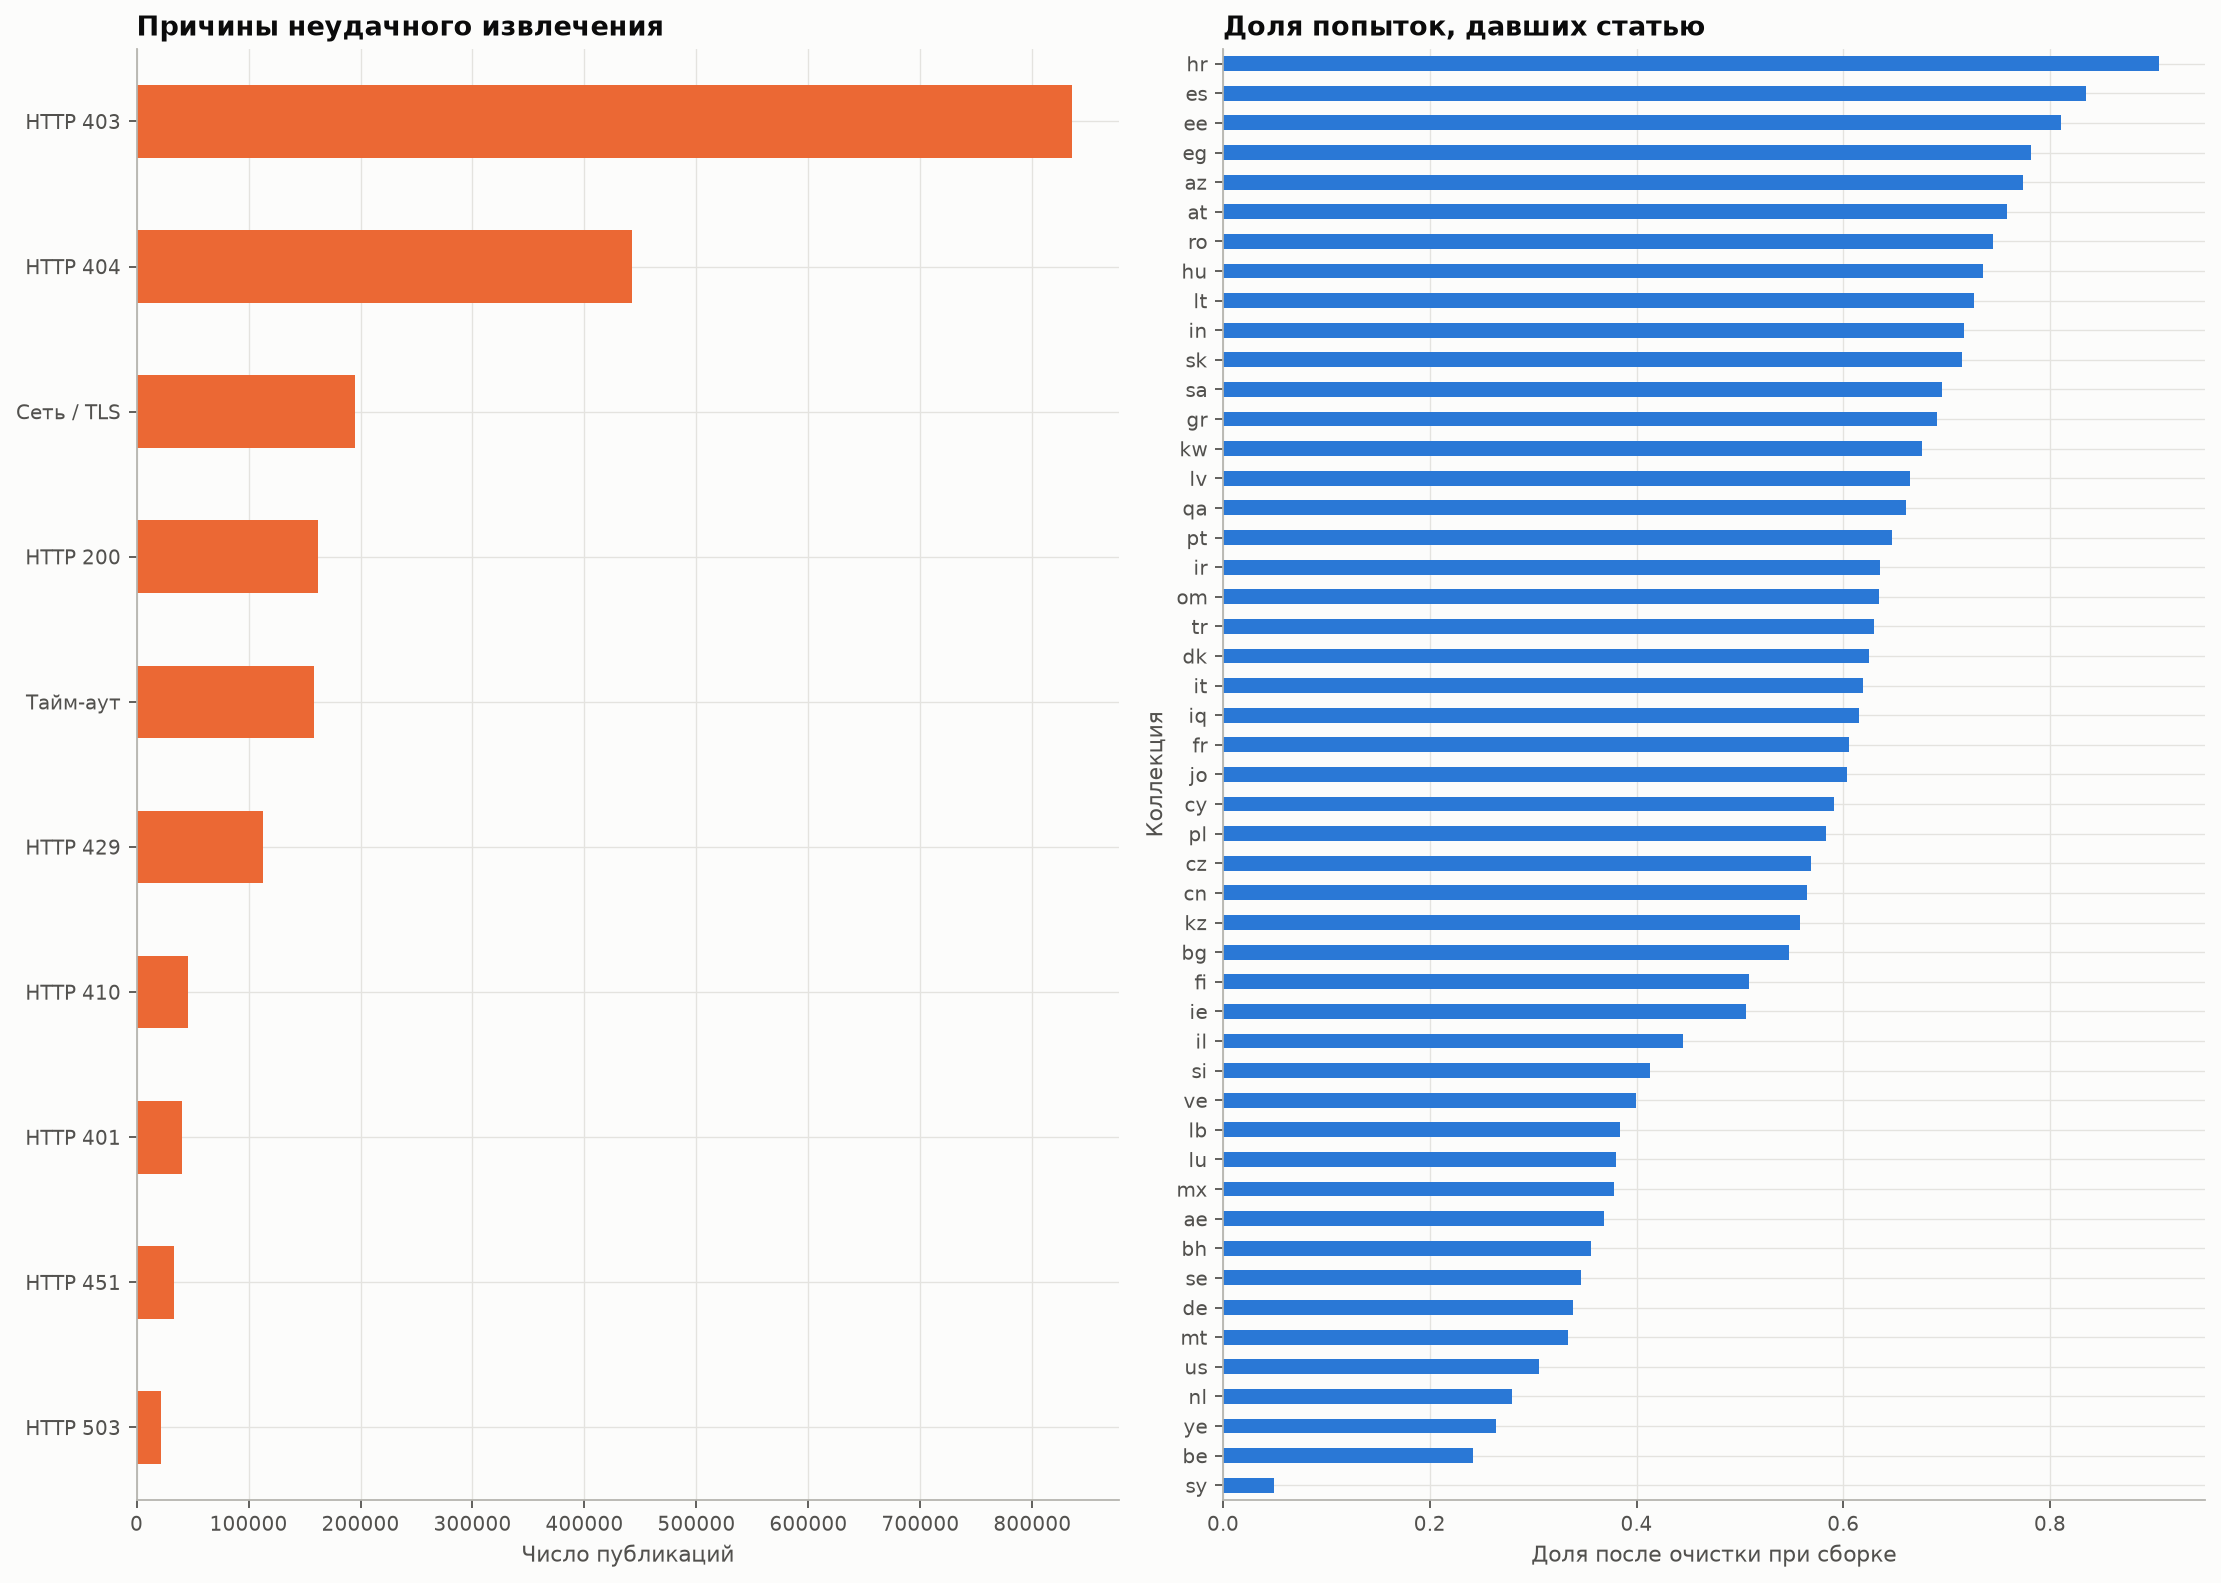 Причины неудачного извлечения
HTTP 403
HTTP 404
Сеть / TLS
HTTP 200
Тайм-аут
HTTP 429
HTTP 410
HTTP 401
HTTP 451
HTTP 503
0 100000 200000 300000 400000 500000 600000 700000 800000
Число публикаций
Доля попыток, давших статью
Коллекция
hr
es
ee
eg
az
at
ro
hu
lt
in
sk
sa
gr
kw
lv
qa
pt
ir
om
tr
dk
it
iq
fr
jo
cy
pl
cz
cn
kz
bg
fi
ie
il
si
ve
lb
lu
mx
ae
bh
se
de
mt
us
nl
ye
be
sy
0.0 0.2 0.4 0.6 0.8
Доля после очистки при сборке